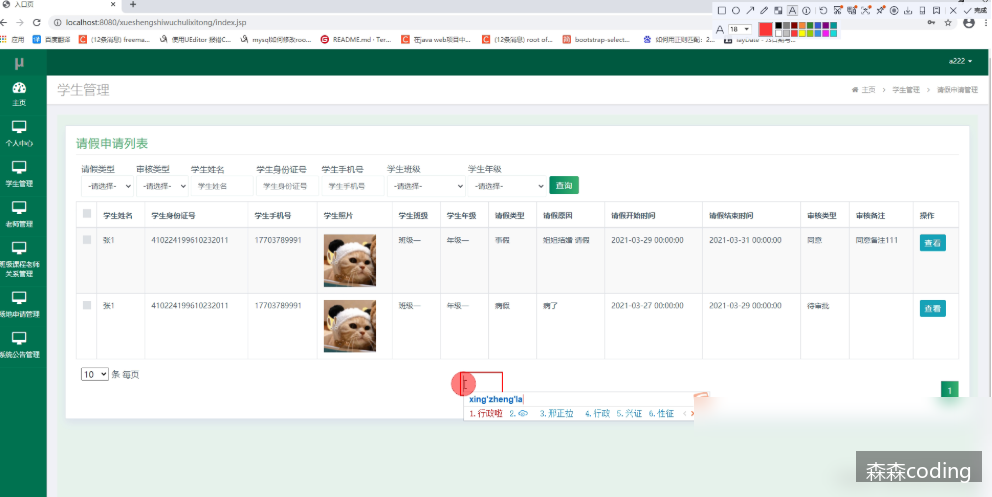 入口页
localhost:8080/xueshengshiwuchulixitong/index.jsp
18
完成
应用 百度翻译 (12条消息) freema... 使用UEditor 报错C... mysql如何修改roo... README.md · Ter... 在java web项目中... (12条消息) root of... bootstrap-select... 如何用正则匹配：2...
μ
a222
学生管理
主页 > 学生管理 > 请假申请管理
主页
个人中心
学生管理
老师管理
班级课程老师
关系管理
场地申请管理
系统公告管理
请假申请列表
请假类型 审核类型 学生姓名 学生身份证号 学生手机号 学生班级 学生年级
-请选择- -请选择- 学生姓名 学生身份证号 学生手机号 -请选择- -请选择- 查询
学生姓名 学生身份证号 学生手机号 学生照片 学生班级 学生年级 请假类型 请假原因 请假开始时间 请假结束时间 审核类型 审核备注 操作
张1 410224199610232011 17703789991 班级一 年级一 事假 姐姐结婚 请假 2021-03-29 00:00:00 2021-03-31 00:00:00 同意 同意备注111 查看
张1 410224199610232011 17703789991 班级一 年级一 病假 病了 2021-03-27 00:00:00 2021-03-29 00:00:00 待审批 查看
10 条 每页
1
xing'zheng'la
1.行政啦 2. 3.邢正拉 4.行政 5.兴证 6.性征
森森coding